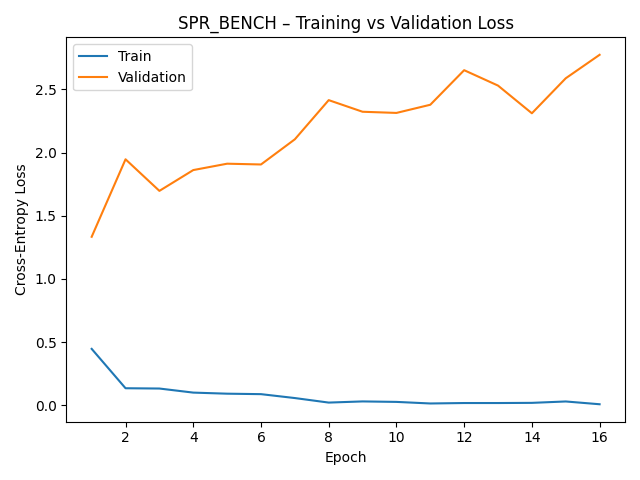 SPR_BENCH – Training vs Validation Loss
Train
Validation
Cross-Entropy Loss
2.5
2.0
1.5
1.0
0.5
0.0
2 4 6 8 10 12 14 16
Epoch